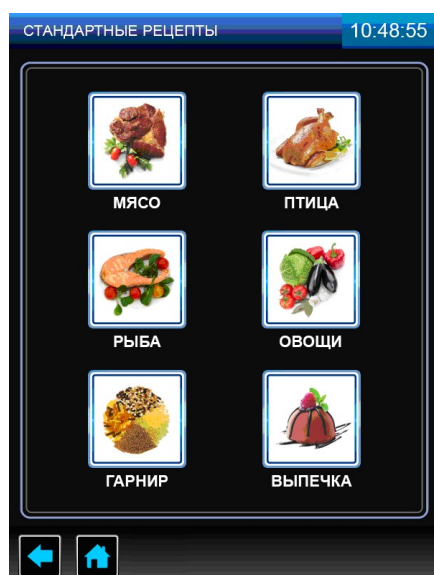 СТАНДАРТНЫЕ РЕЦЕПТЫ 10:48:55
МЯСО ПТИЦА
РЫБА ОВОЩИ
ГАРНИР ВЫПЕЧКА